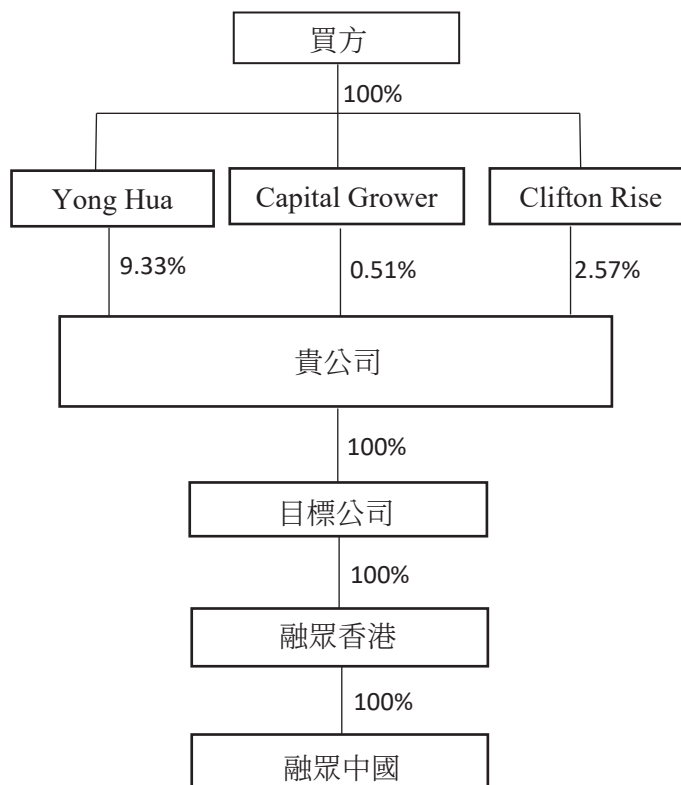 買方
100%
Yong Hua
Capital Grower
Clifton Rise
9.33%
0.51%
2.57%
貴公司
100%
目標公司
100%
融眾香港
100%
融眾中國